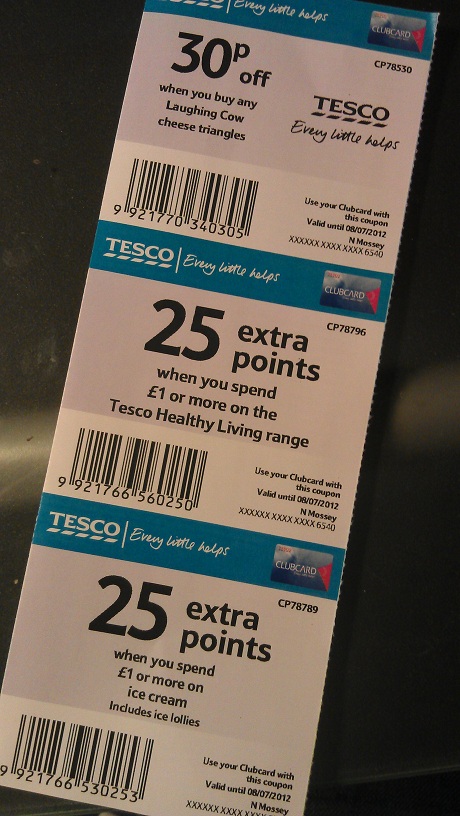 TESCO Every little helps
CLUBCARD
CP78530
30p off
when you buy any
Laughing Cow
cheese triangles
TESCO
Every little helps
9 921770 340305
Use your Clubcard with
this coupon
Valid until 08/07/2012
N Mossey
XXXXXX XXXX XXXX 6540
TESCO Every little helps
CLUBCARD
CP78796
25 extra
points
when you spend
£1 or more on the
Tesco Healthy Living range
9 921766 560250
Use your Clubcard with
this coupon
Valid until 08/07/2012
N Mossey
XXXXXX XXXX XXXX 6540
TESCO Every little helps
CLUBCARD
CP78789
25 extra
points
when you spend
£1 or more on
ice cream
Includes ice lollies
9 921766 530253
Use your Clubcard with
this coupon
Valid until 08/07/2012
N Mossey
XXXXXX XXXX XXXX